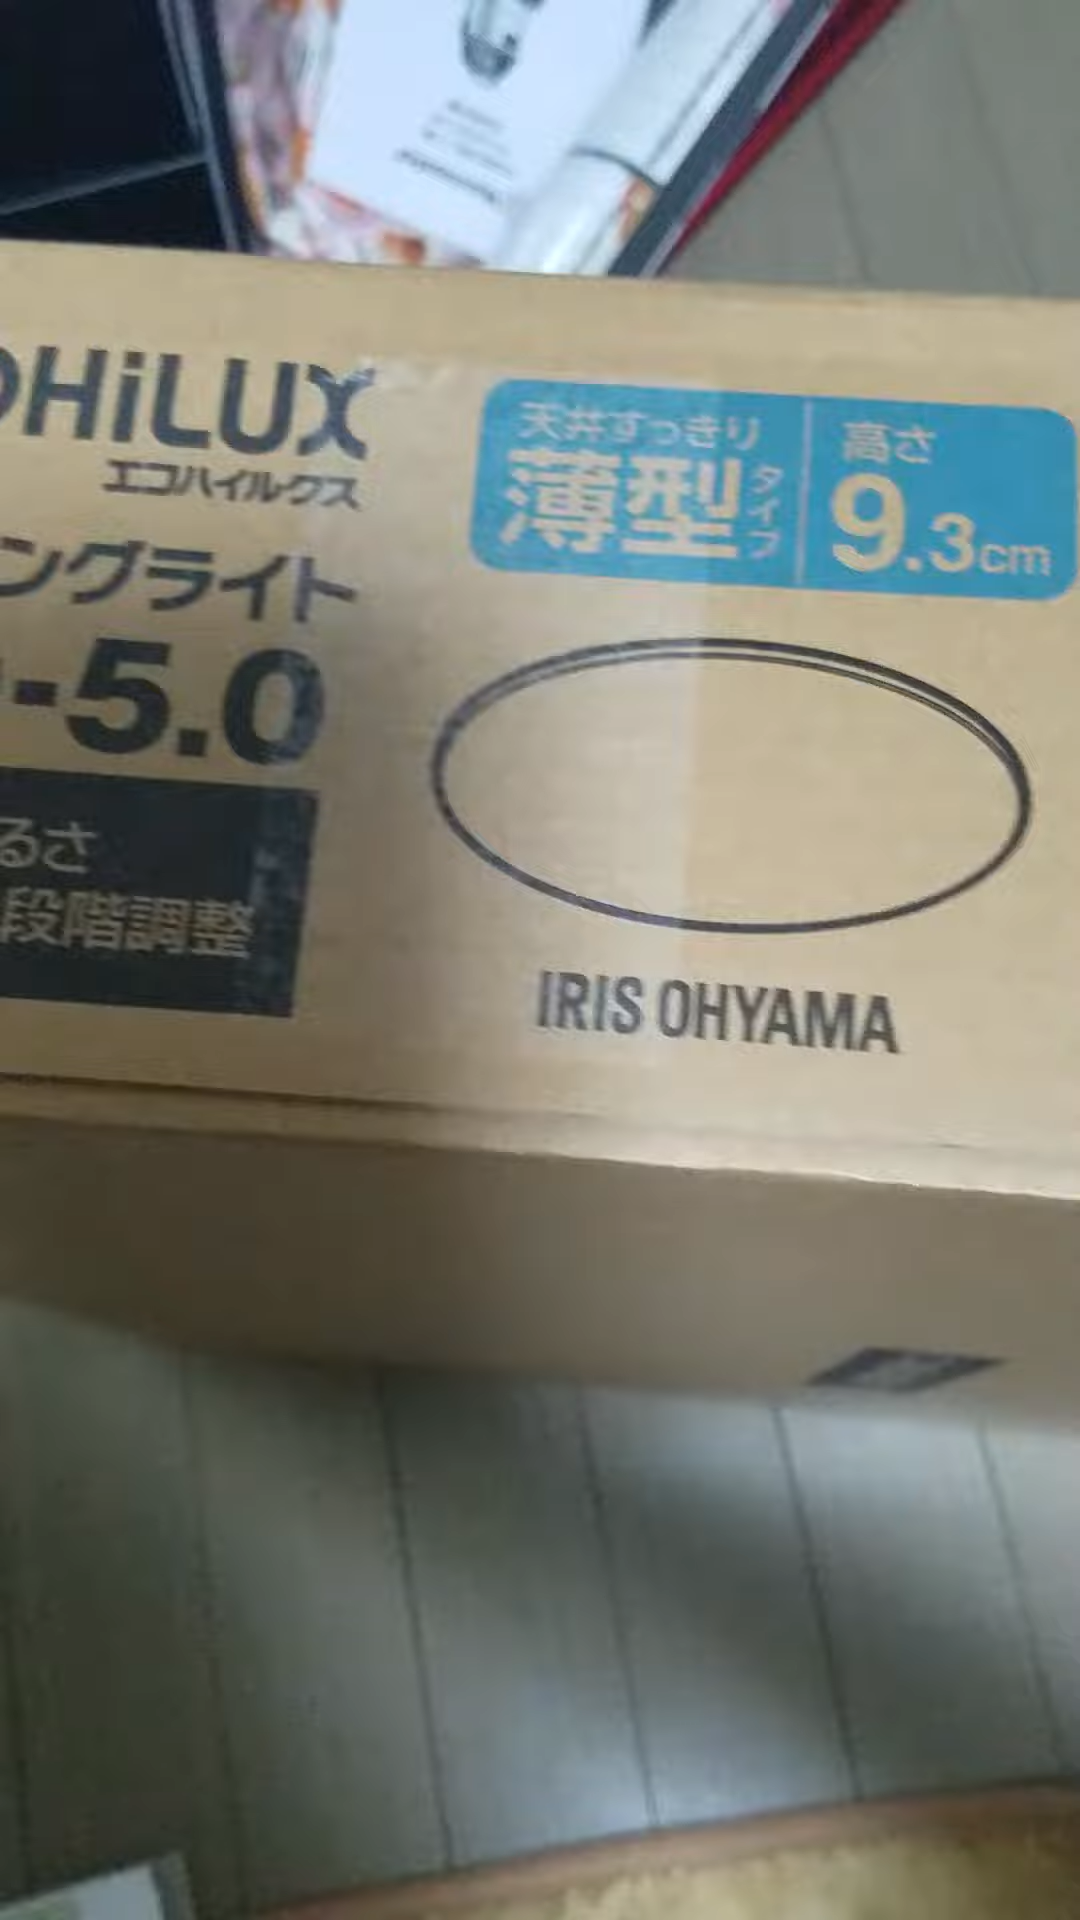 OHiLUX
エコハイルクス
ングライト
-5.0
るさ
段階調整
天井すっきり
薄型タイプ
高さ
9.3cm
IRIS OHYAMA